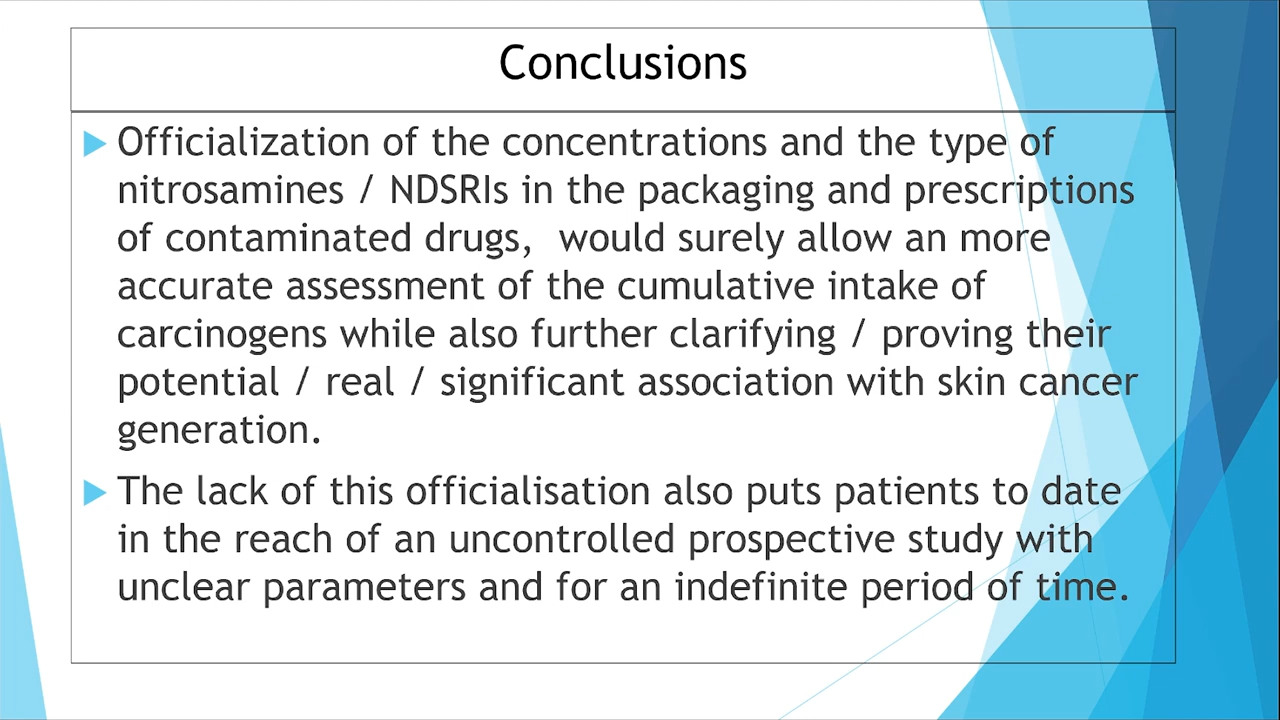 Conclusions
Officialization of the concentrations and the type of
nitrosamines / NDSRIs in the packaging and prescriptions
of contaminated drugs,  would surely allow an more
accurate assessment of the cumulative intake of
carcinogens while also further clarifying / proving their
potential / real / significant association with skin cancer
generation.
The lack of this officialisation also puts patients to date
in the reach of an uncontrolled prospective study with
unclear parameters and for an indefinite period of time.